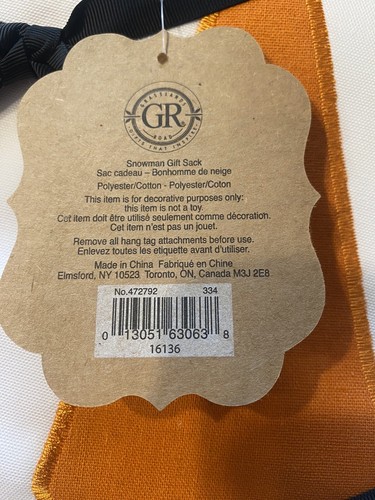 GRASSLANDS
GR
ROAD
GIFTS THAT INSPIRE
Snowman Gift Sack
Sac cadeau – Bonhomme de neige
Polyester/Cotton - Polyester/Coton
This item is for decorative purposes only:
this item is not a toy.
Cet item doit être utilisé seulement comme décoration.
Cet item n'est pas un jouet.
Remove all hang tag attachments before use.
Enlevez toutes les etiquette avant d'utiliser.
Made in China Fabriqué en Chine
Elmsford, NY 10523 Toronto, ON, Canada M3J 2E8
No.472792 334
0 13051 63063 8
16136